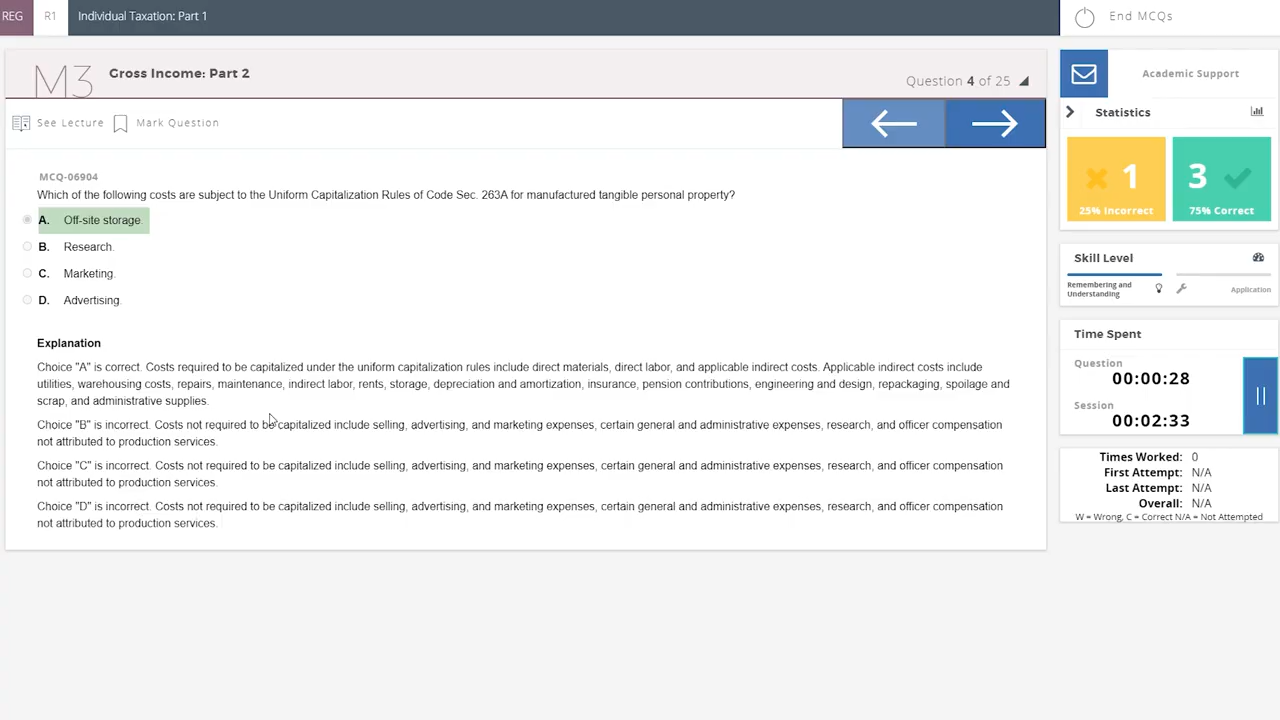 REG R1 Individual Taxation: Part 1 End MCQs
M3 Gross Income: Part 2 Question 4 of 25
Academic Support
See Lecture Mark Question
Statistics
1 25% Incorrect
3 75% Correct
MCQ-06904
Which of the following costs are subject to the Uniform Capitalization Rules of Code Sec. 263A for manufactured tangible personal property?
A. Off-site storage.
B. Research.
C. Marketing.
D. Advertising.
Explanation
Choice "A" is correct. Costs required to be capitalized under the uniform capitalization rules include direct materials, direct labor, and applicable indirect costs. Applicable indirect costs include
utilities, warehousing costs, repairs, maintenance, indirect labor, rents, storage, depreciation and amortization, insurance, pension contributions, engineering and design, repackaging, spoilage and
scrap, and administrative supplies.
Choice "B" is incorrect. Costs not required to be capitalized include selling, advertising, and marketing expenses, certain general and administrative expenses, research, and officer compensation
not attributed to production services.
Choice "C" is incorrect. Costs not required to be capitalized include selling, advertising, and marketing expenses, certain general and administrative expenses, research, and officer compensation
not attributed to production services.
Choice "D" is incorrect. Costs not required to be capitalized include selling, advertising, and marketing expenses, certain general and administrative expenses, research, and officer compensation
not attributed to production services.
Skill Level
Remembering and
Understanding
Application
Time Spent
Question
00:00:28
Session
00:02:33
Times Worked: 0
First Attempt: N/A
Last Attempt: N/A
Overall: N/A
W = Wrong, C = Correct N/A = Not Attempted